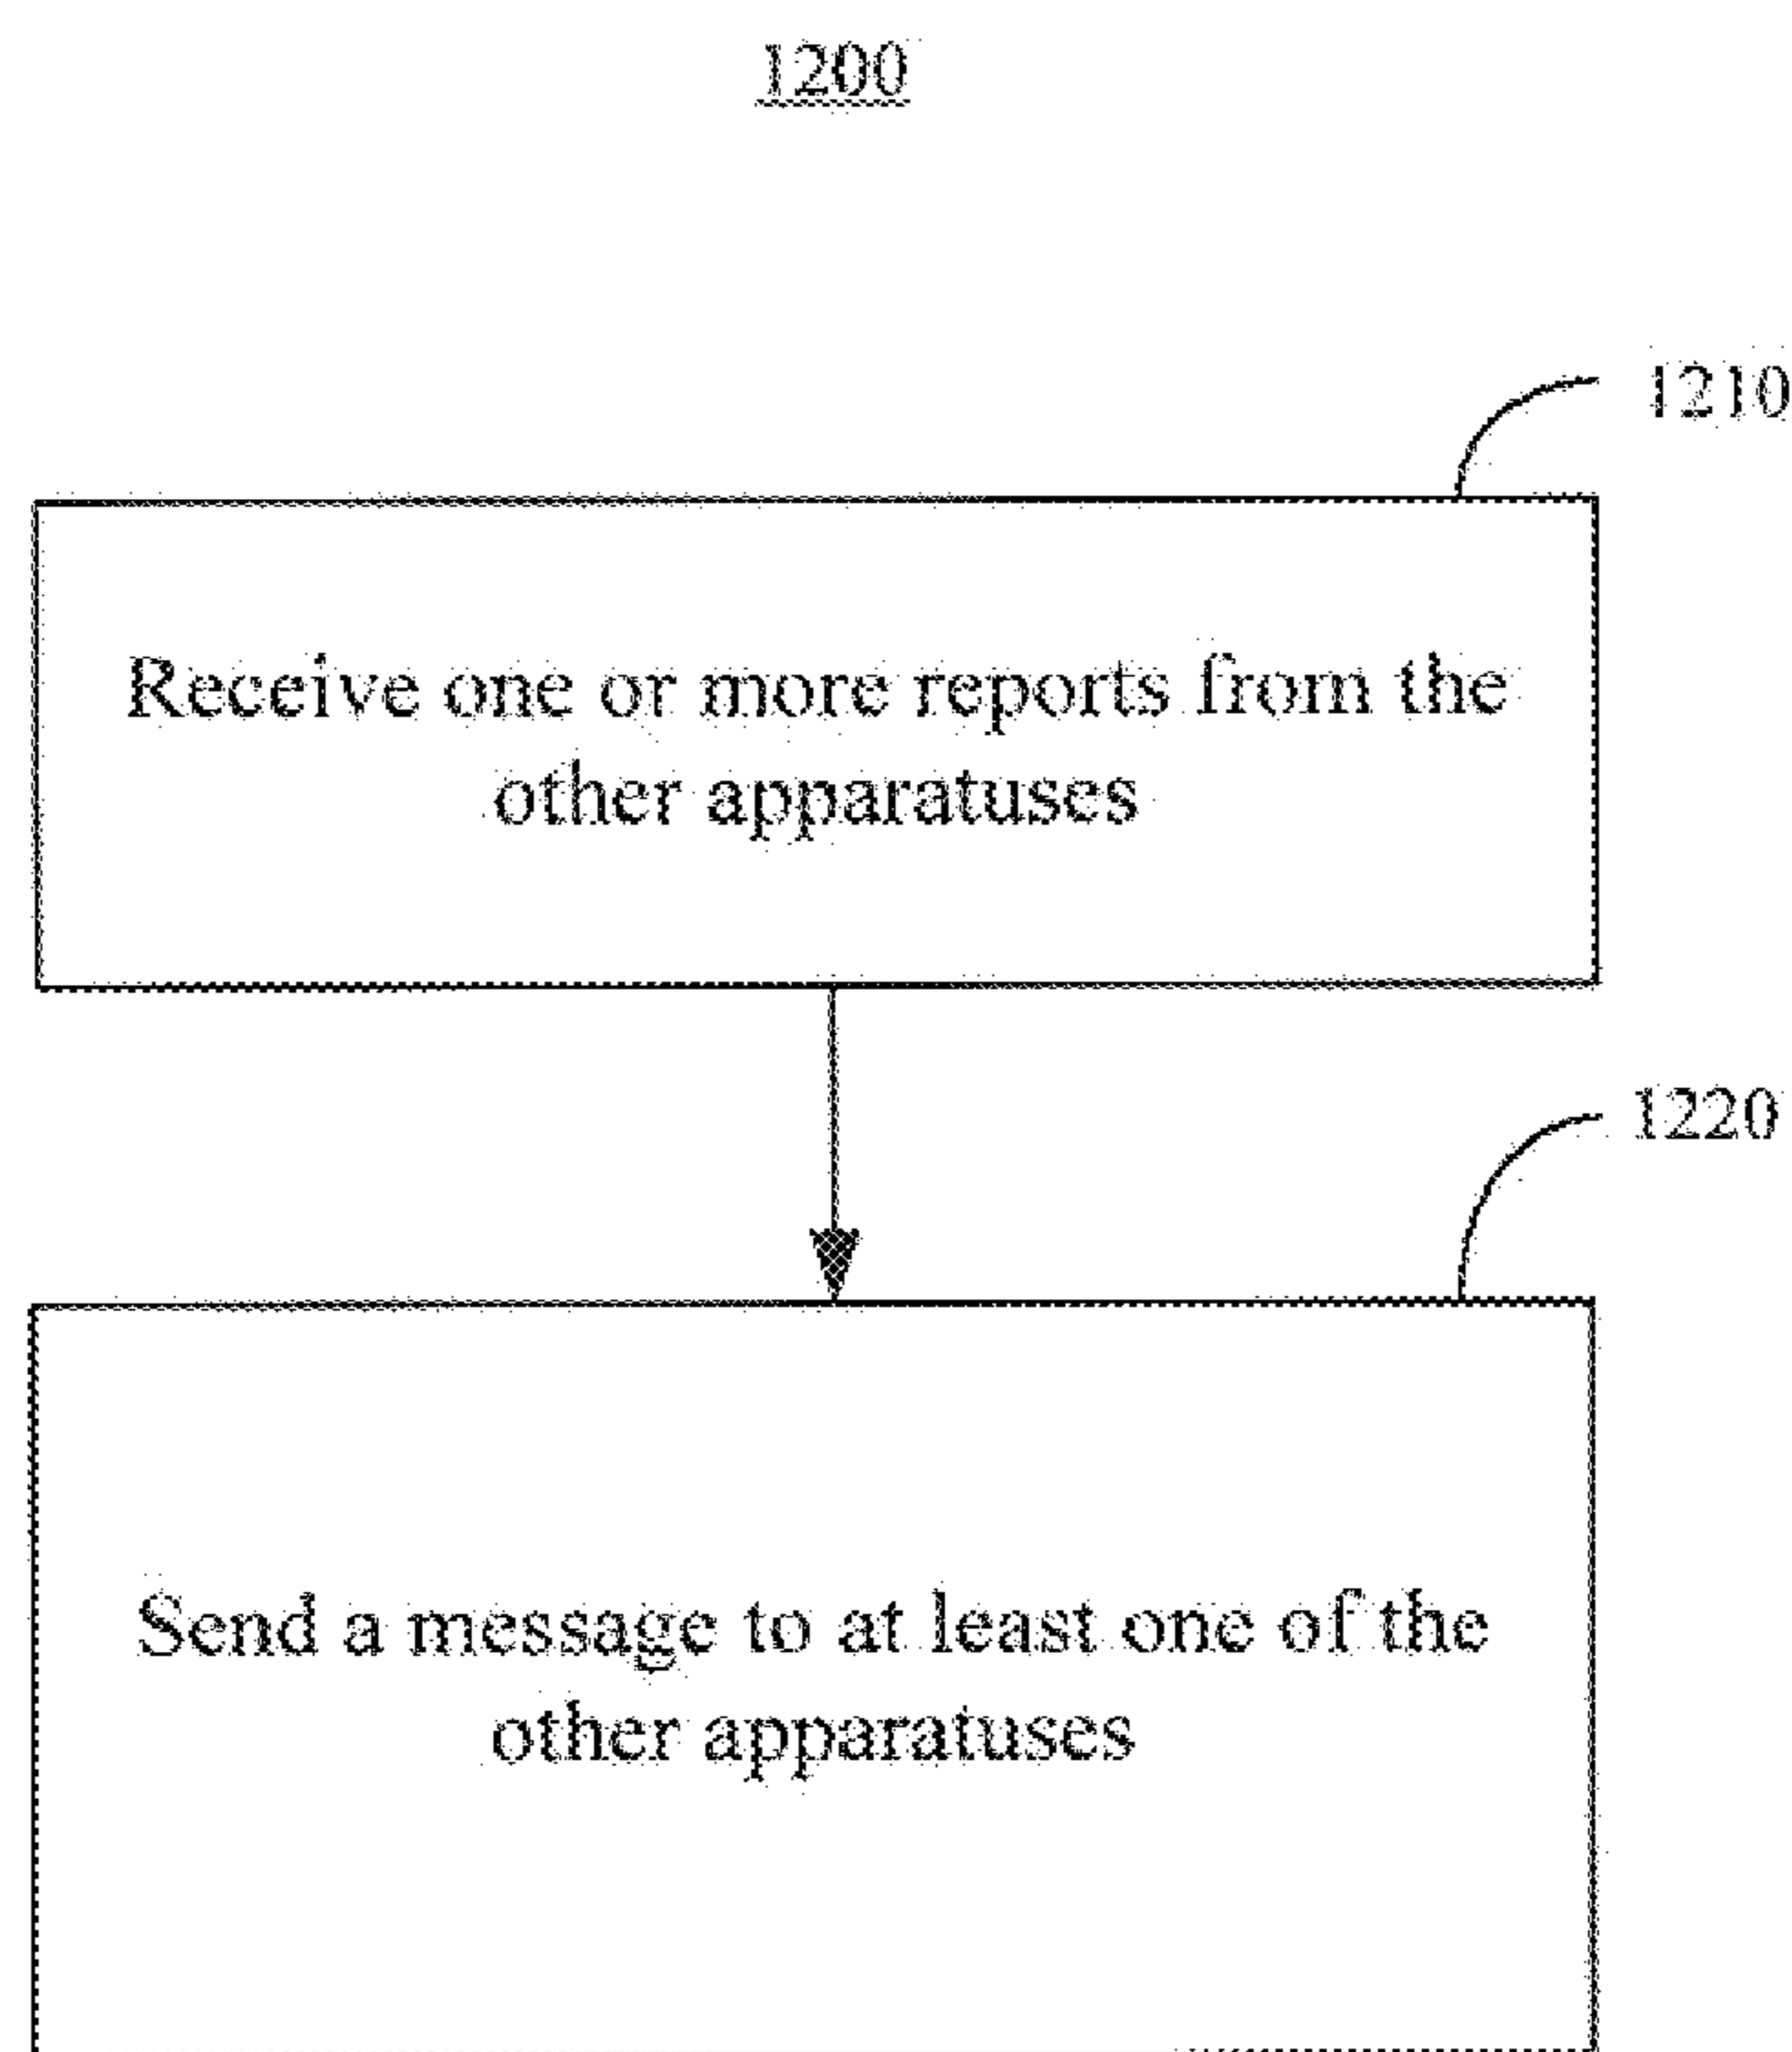 1200
1210
Receive one or more reports from the
other apparatuses
1220
Send a message to at least one of the
other apparatuses